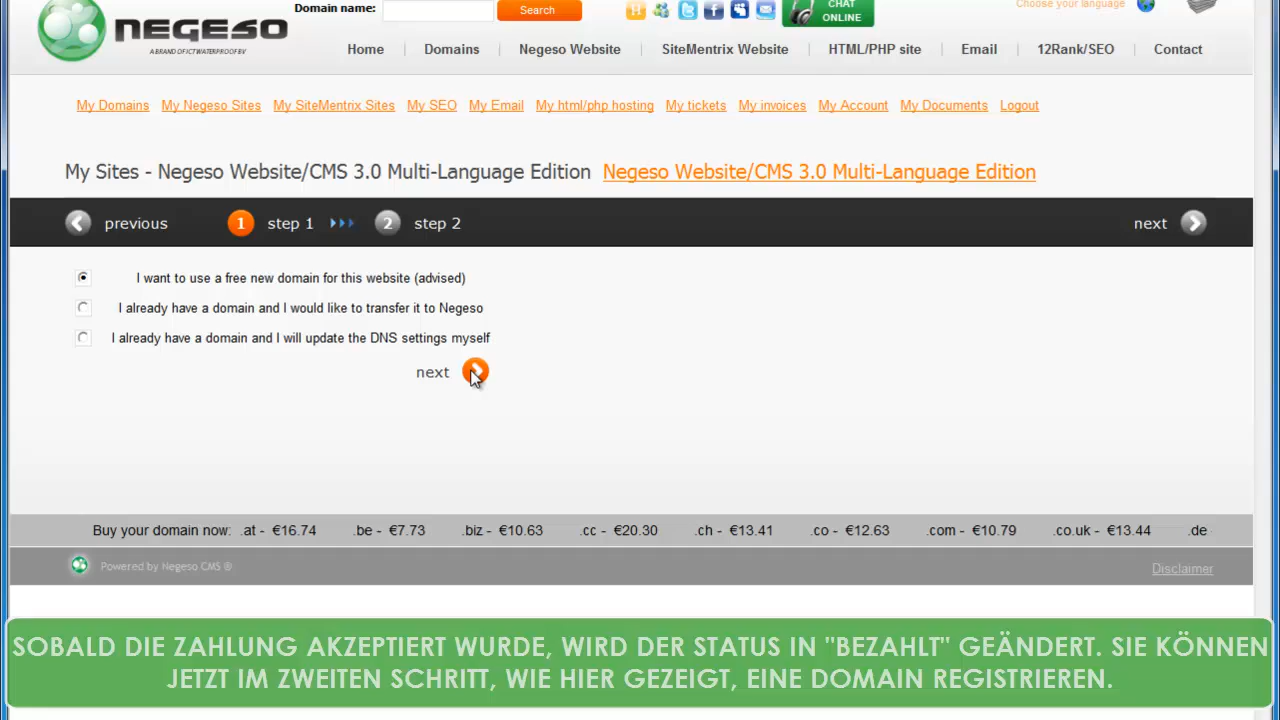 Domain name:
Search
CHAT
ONLINE
Choose your language
NEGESO
A BRAND OF ICTWATERPROOF BV
Home
Domains
Negeso Website
SiteMentrix Website
HTML/PHP site
Email
12Rank/SEO
Contact
My Domains My Negeso Sites My SiteMentrix Sites My SEO My Email My html/php hosting My tickets My invoices My Account My Documents Logout
My Sites - Negeso Website/CMS 3.0 Multi-Language Edition Negeso Website/CMS 3.0 Multi-Language Edition
previous 1 step 1 2 step 2 next
I want to use a free new domain for this website (advised)
I already have a domain and I would like to transfer it to Negeso
I already have a domain and I will update the DNS settings myself
next
Buy your domain now: .at - €16.74 .be - €7.73 .biz - €10.63 .cc - €20.30 .ch - €13.41 .co - €12.63 .com - €10.79 .co.uk - €13.44 .de
Powered by Negeso CMS ®
Disclaimer
SOBALD DIE ZAHLUNG AKZEPTIERT WURDE, WIRD DER STATUS IN "BEZAHLT" GEÄNDERT. SIE KÖNNEN
JETZT IM ZWEITEN SCHRITT, WIE HIER GEZEIGT, EINE DOMAIN REGISTRIEREN.